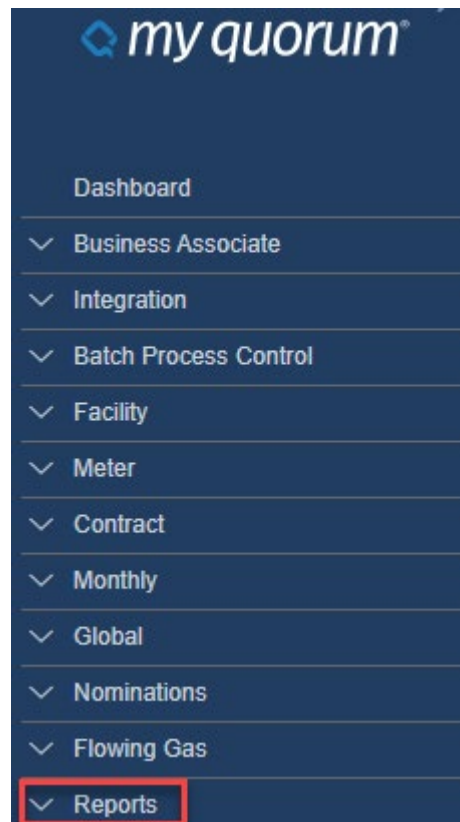 my quorum®
Dashboard
Business Associate
Integration
Batch Process Control
Facility
Meter
Contract
Monthly
Global
Nominations
Flowing Gas
Reports